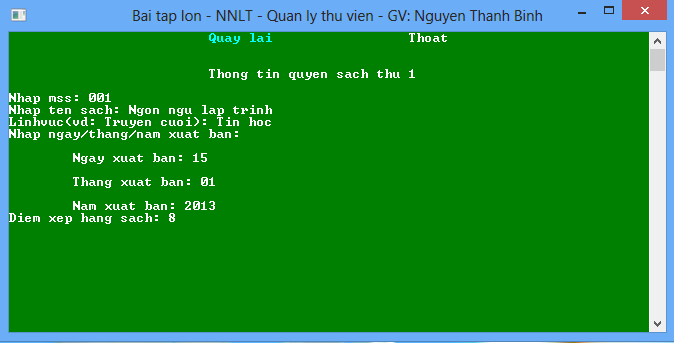 Bai tap lon - NNLT - Quan ly thu vien - GV: Nguyen Thanh Binh
Quay lai Thoat
Thong tin quyen sach thu 1
Nhap mss: 001
Nhap ten sach: Ngon ngu lap trinh
Linhvuc(vd: Truyen cuoi): Tin hoc
Nhap ngay/thang/nam xuat ban:
Ngay xuat ban: 15
Thang xuat ban: 01
Nam xuat ban: 2013
Diem xep hang sach: 8